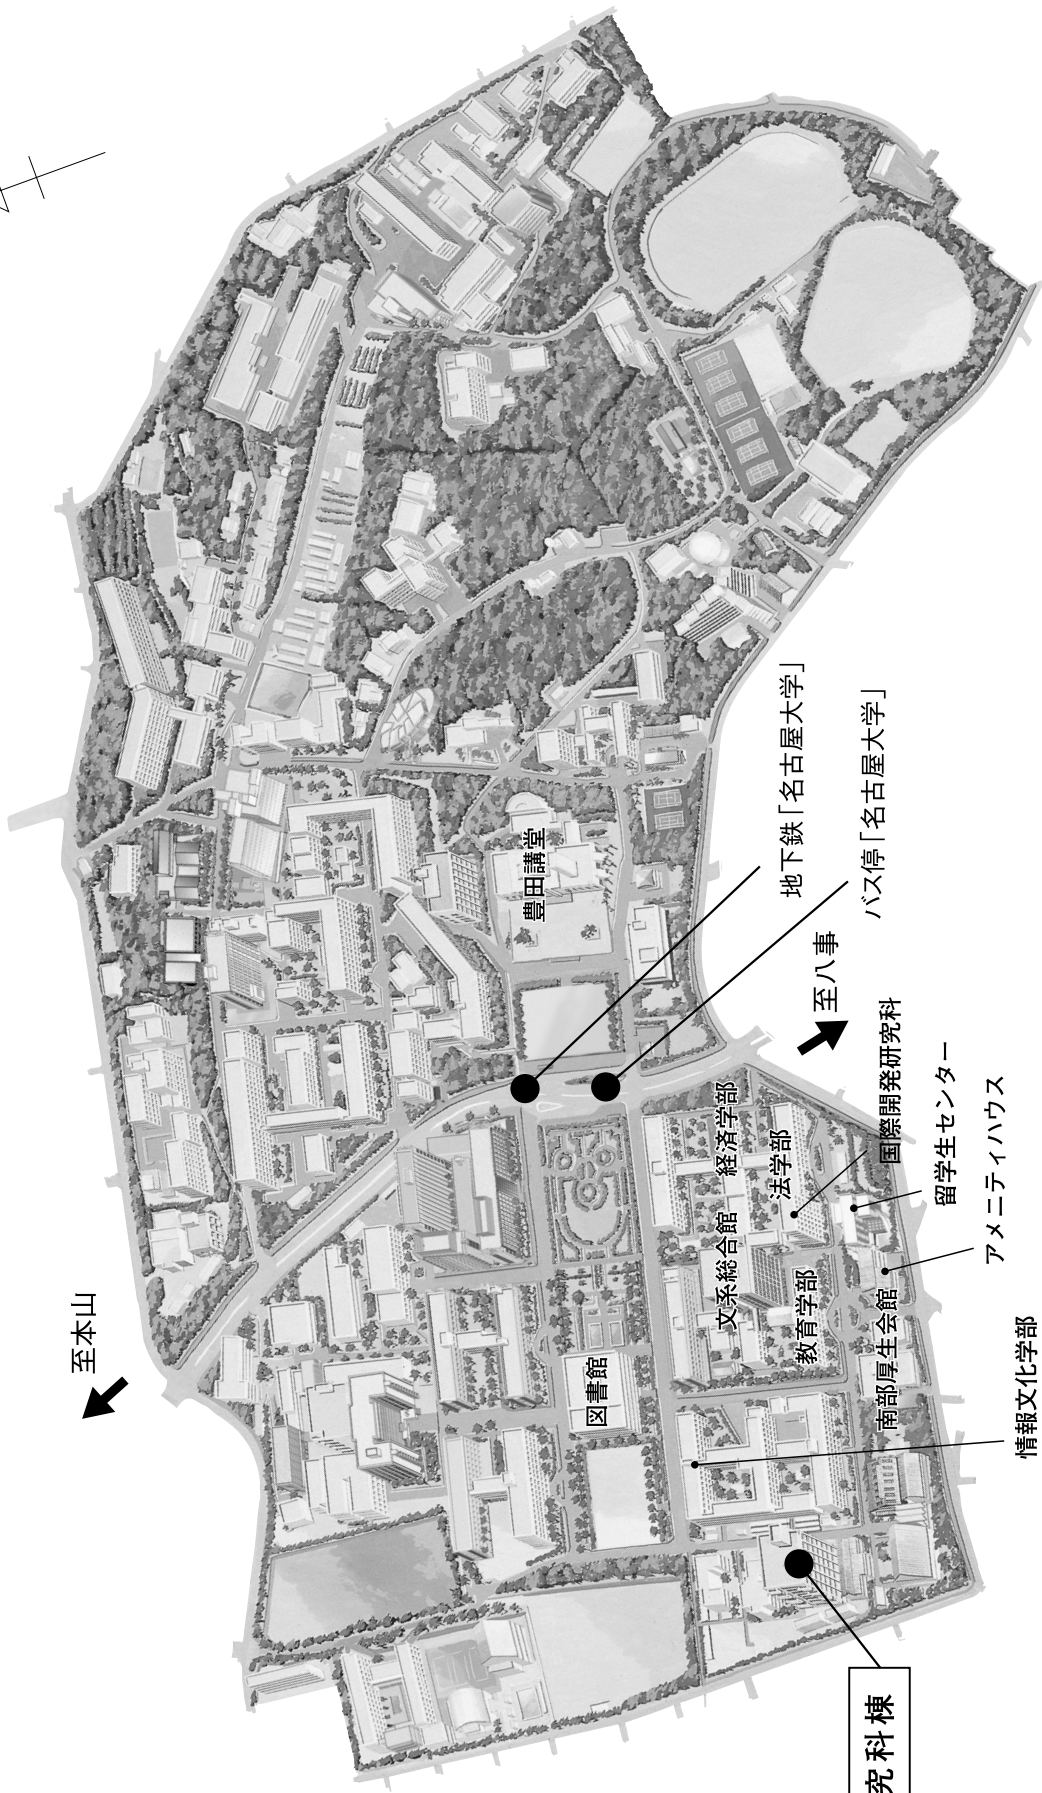 至本山
豊田講堂
地下鉄「名古屋大学」
バス停「名古屋大学」
至八事
国際開発研究科
留学生センター
アメニティハウス
経済学部
法学部
文系総合館
教育学部
南部厚生会館
図書館
情報文化学部
究科棟